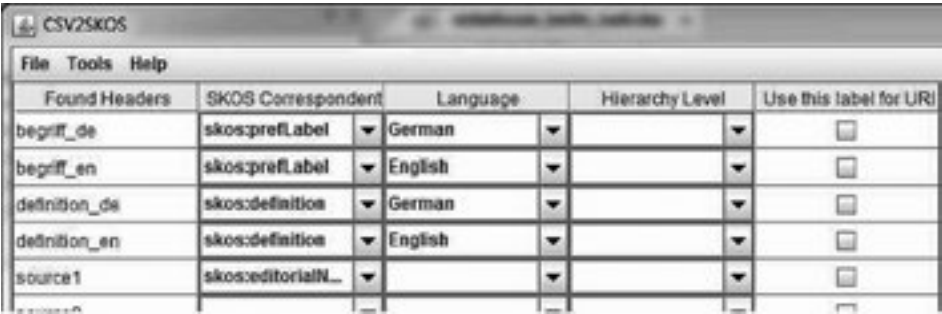 CSV2SKOS
File Tools Help
Found Headers SKOS Correspondent Language Hierarchy Level Use this label for URI
begriff_de skos:prefLabel German
begriff_en skos:prefLabel English
definition_de skos:definition German
definition_en skos:definition English
source1 skos:editorialN...